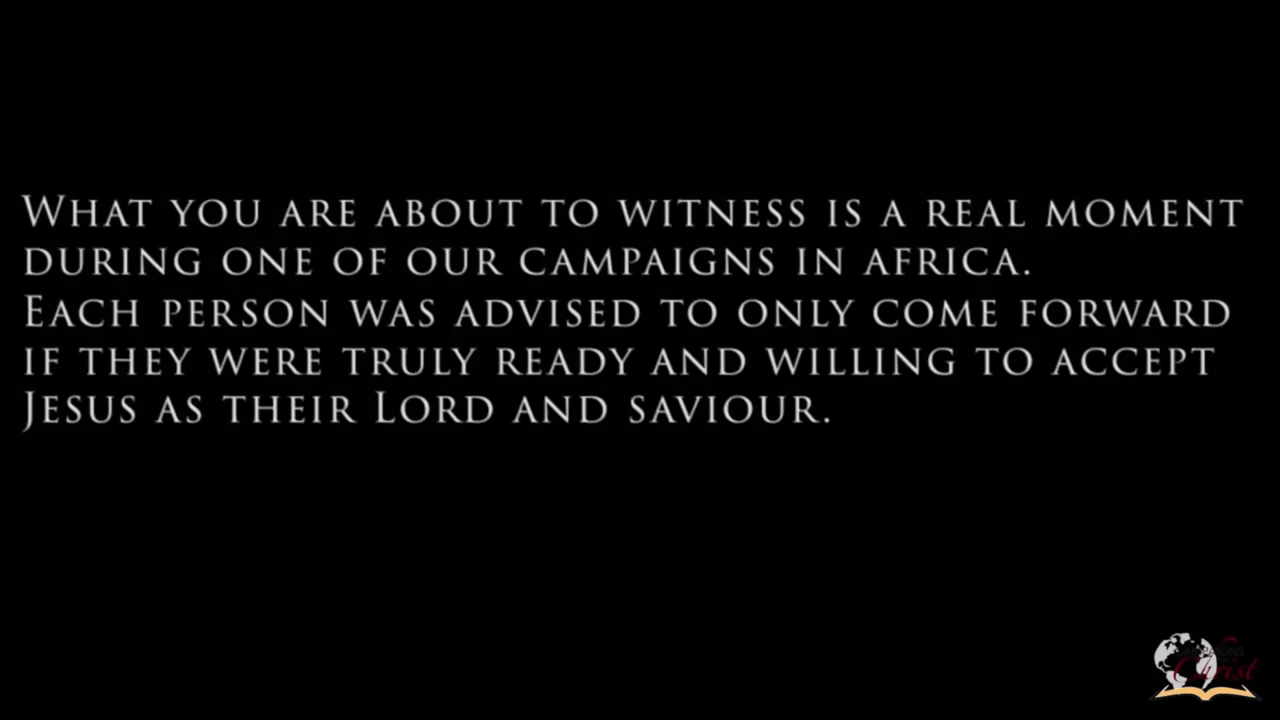 What you are about to witness is a real moment
during one of our campaigns in Africa.
Each person was advised to only come forward
if they were truly ready and willing to accept
Jesus as their Lord and saviour.
Christ